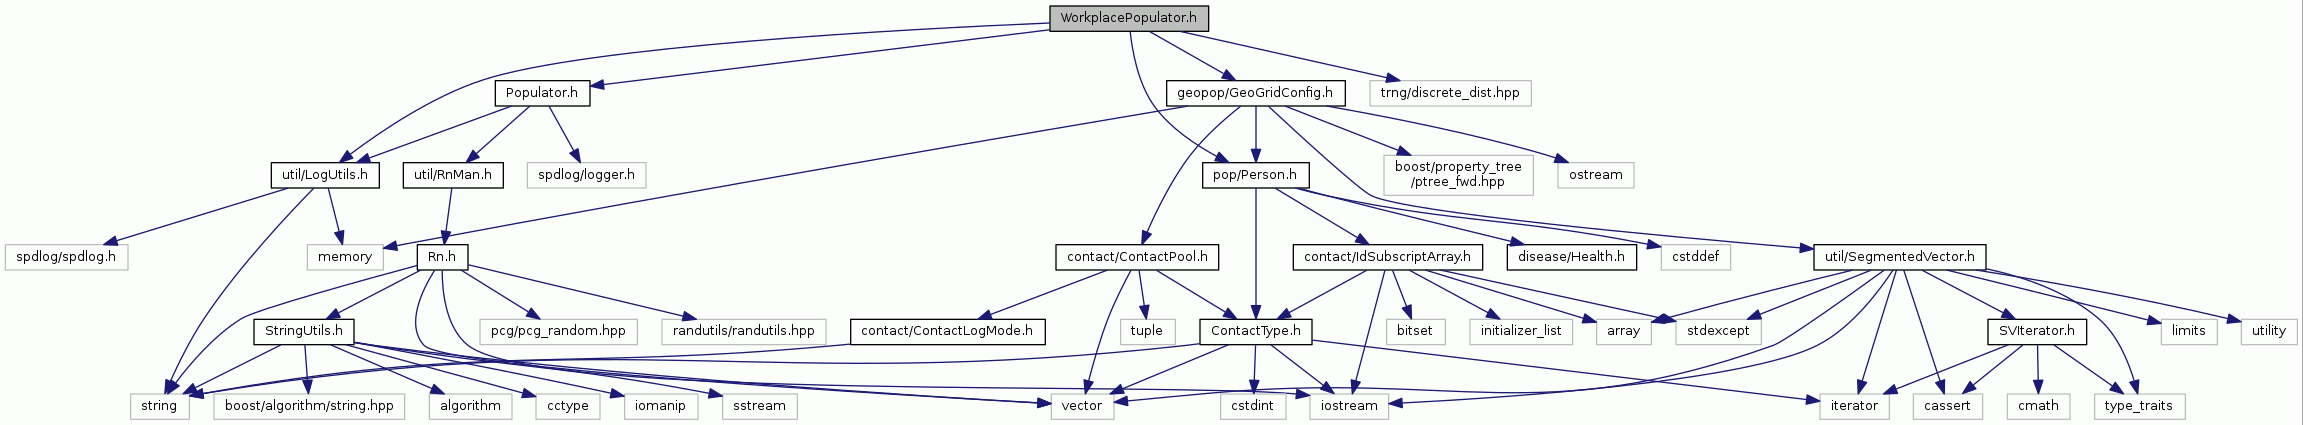 WorkplacePopulator.h
Populator.h
geopop/GeoGridConfig.h
trng/discrete_dist.hpp
util/LogUtils.h
util/RnMan.h
spdlog/logger.h
pop/Person.h
boost/property_tree
/ptree_fwd.hpp
ostream
spdlog/spdlog.h
memory
Rn.h
contact/ContactPool.h
contact/IdSubscriptArray.h
disease/Health.h
cstddef
util/SegmentedVector.h
StringUtils.h
pcg/pcg_random.hpp
randutils/randutils.hpp
contact/ContactLogMode.h
tuple
ContactType.h
bitset
initializer_list
array
stdexcept
SVIterator.h
limits
utility
string
boost/algorithm/string.hpp
algorithm
cctype
iomanip
sstream
vector
cstdint
iostream
iterator
cassert
cmath
type_traits